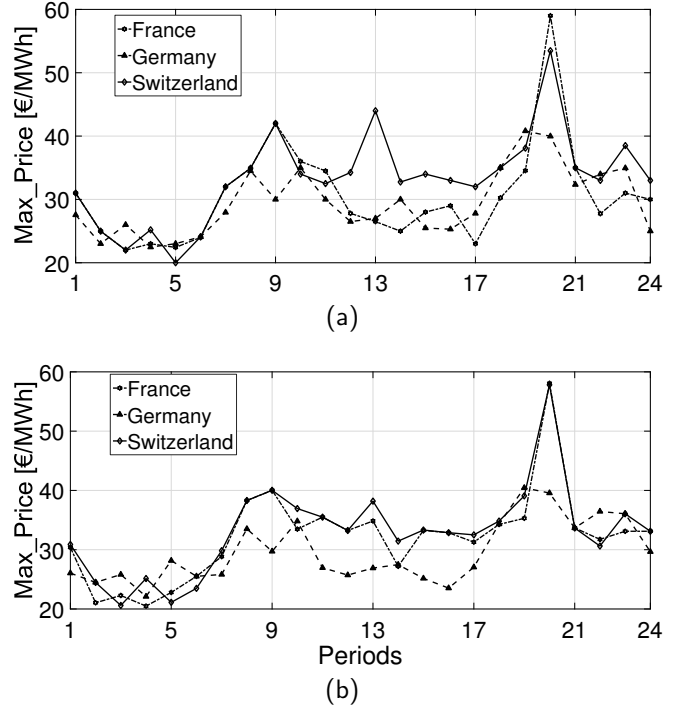 60
50
40
30
20
Max_Price [€/MWh]
France
Germany
Switzerland
1 5 9 13 17 21 24
(a)
60
50
40
30
20
Max_Price [€/MWh]
France
Germany
Switzerland
1 5 9 13 17 21 24
Periods
(b)